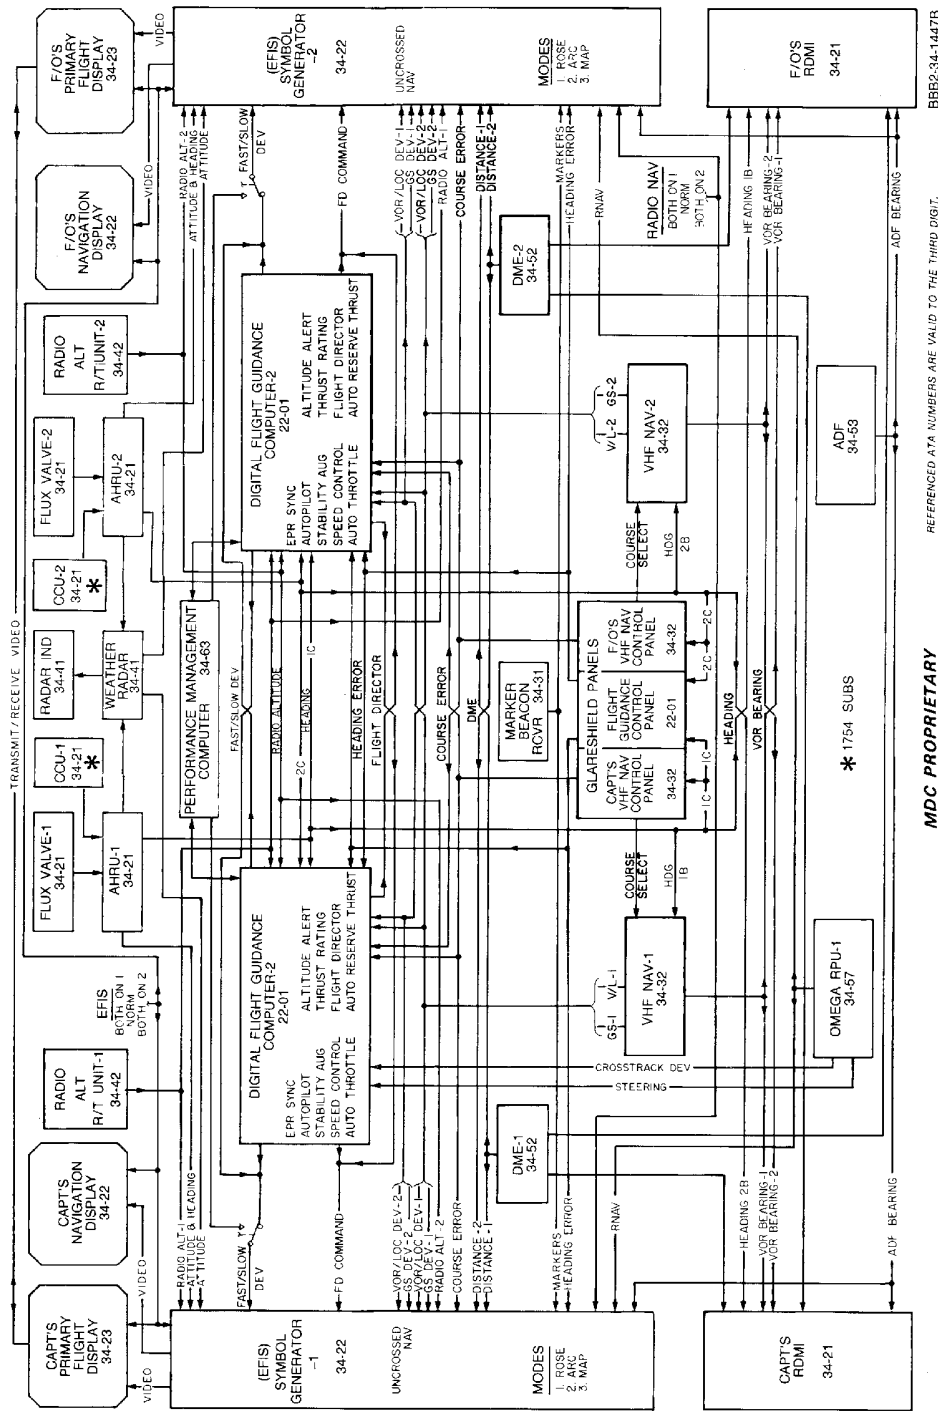 CAPT'S
PRIMARY
FLIGHT
DISPLAY
34-23
CAPT'S
NAVIGATION
DISPLAY
34-22
RADIO
ALT
R/T UNIT-1
34-42
EFIS
BOTH ON 1
NORM
BOTH ON 2
FLUX VALVE-1
34-21
CCU-1
34-21
*
RADAR IND
34-41
CCU-2
34-21
*
FLUX VALVE-2
34-21
RADIO
ALT
R/T UNIT-2
34-42
F/O'S
NAVIGATION
DISPLAY
34-22
F/O'S
PRIMARY
FLIGHT
DISPLAY
34-23
TRANSMIT/RECEIVE VIDEO
VIDEO
VIDEO
VIDEO
VIDEO
AHRU-1
34-21
WEATHER
RADAR
34-41
AHRU-2
34-21
RADIO ALT-1
ATTITUDE & HEADING
ATTITUDE
RADIO ALT-2
ATTITUDE & HEADING
ATTITUDE
PERFORMANCE MANAGEMENT
COMPUTER 34-63
(EFIS)
SYMBOL
GENERATOR
-1
34-22
UNCROSSED
NAV
MODES
1. ROSE
2. ARC
3. MAP
FAST/SLOW
DEV
FD COMMAND
DIGITAL FLIGHT GUIDANCE
COMPUTER-2
22-01
EPR SYNC
AUTOPILOT
STABILITY AUG
SPEED CONTROL
AUTO THROTTLE
ALTITUDE ALERT
THRUST RATING
FLIGHT DIRECTOR
AUTO RESERVE THRUST
FAST/SLOW DEV
RADIO ALTITUDE
2C
HEADING
1C
HEADING ERROR
FLIGHT DIRECTOR
COURSE ERROR
DME
DIGITAL FLIGHT GUIDANCE
COMPUTER-2
22-01
EPR SYNC
AUTOPILOT
STABILITY AUG
SPEED CONTROL
AUTO THROTTLE
ALTITUDE ALERT
THRUST RATING
FLIGHT DIRECTOR
AUTO RESERVE THRUST
FAST/SLOW
DEV
FD COMMAND
(EFIS)
SYMBOL
GENERATOR
-2
34-22
UNCROSSED
NAV
MODES
1. ROSE
2. ARC
3. MAP
VOR/LOC DEV-2
GS DEV-2
VOR/LOC DEV-1
GS DEV-1
RADIO ALT-2
COURSE ERROR
DISTANCE-2
DISTANCE-1
MARKERS
HEADING ERROR
RNAV
VOR/LOC DEV-1
GS DEV-1
VOR/LOC DEV-2
GS DEV-2
RADIO ALT-1
COURSE ERROR
DISTANCE-1
DISTANCE-2
MARKERS
HEADING ERROR
RNAV
RADIO NAV
BOTH ON 1
NORM
BOTH ON 2
DME-1
34-52
MARKER
BEACON
RCVR 34-31
DME-2
34-52
GS-1
V/L-1
VHF NAV-1
34-32
COURSE
SELECT
HDG
1B
GLARESHIELD PANELS
CAPT'S
VHF NAV
CONTROL
PANEL
34-32
FLIGHT
GUIDANCE
CONTROL
PANEL
22-01
F/O'S
VHF NAV
CONTROL
PANEL
34-32
1C
1C
2C
2C
COURSE
SELECT
HDG
2B
V/L-2
GS-2
VHF NAV-2
34-32
CROSSTRACK DEV
STEERING
HEADING
VOR BEARING
HEADING 2B
VOR BEARING-1
VOR BEARING-2
ADF BEARING
HEADING 1B
VOR BEARING-2
VOR BEARING-1
ADF BEARING
CAPT'S
RDMI
34-21
OMEGA RPU-1
34-57
* 1754 SUBS
ADF
34-53
F/O'S
RDMI
34-21
MDC PROPRIETARY
REFERENCED ATA NUMBERS ARE VALID TO THE THIRD DIGIT.
BBB2-34-1447B